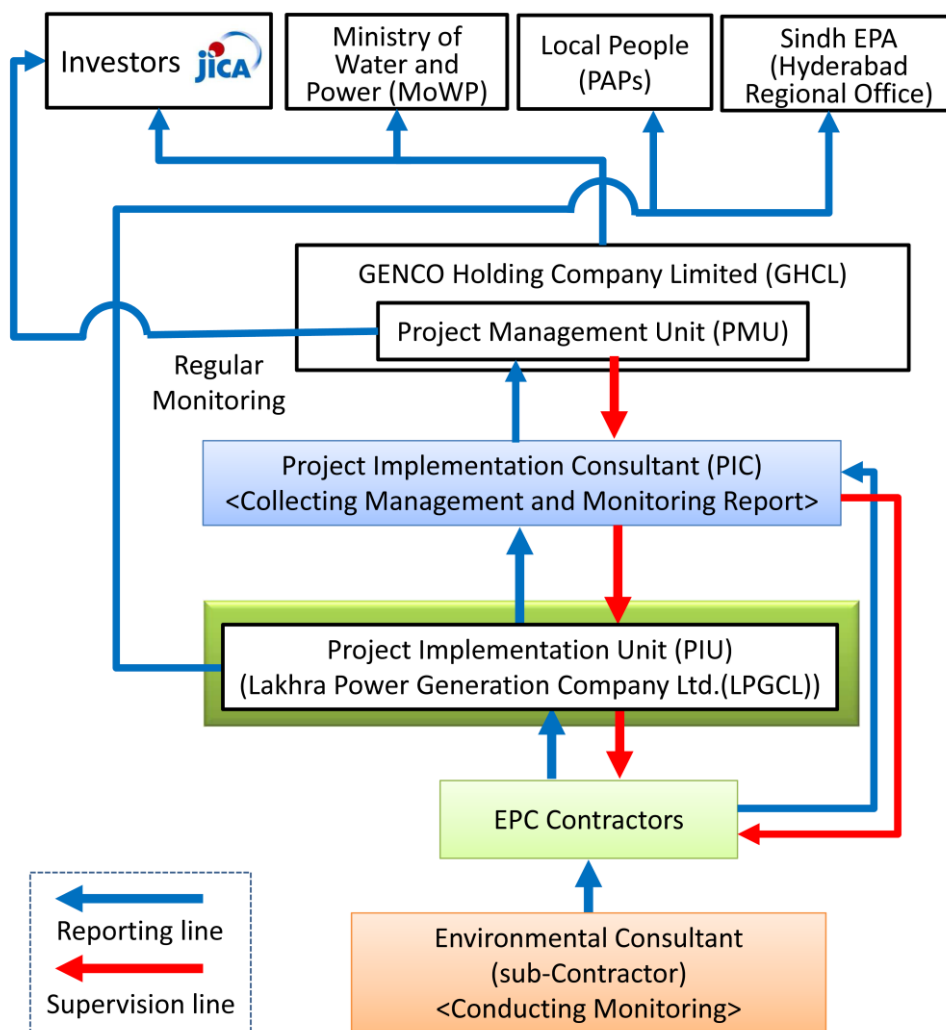 Investors
JICA
Ministry of
Water and
Power (MoWP)
Local People
(PAPs)
Sindh EPA
(Hyderabad
Regional Office)
GENCO Holding Company Limited (GHCL)
Project Management Unit (PMU)
Regular
Monitoring
Project Implementation Consultant (PIC)
<Collecting Management and Monitoring Report>
Project Implementation Unit (PIU)
(Lakhra Power Generation Company Ltd.(LPGCL))
EPC Contractors
Reporting line
Supervision line
Environmental Consultant
(sub-Contractor)
<Conducting Monitoring>